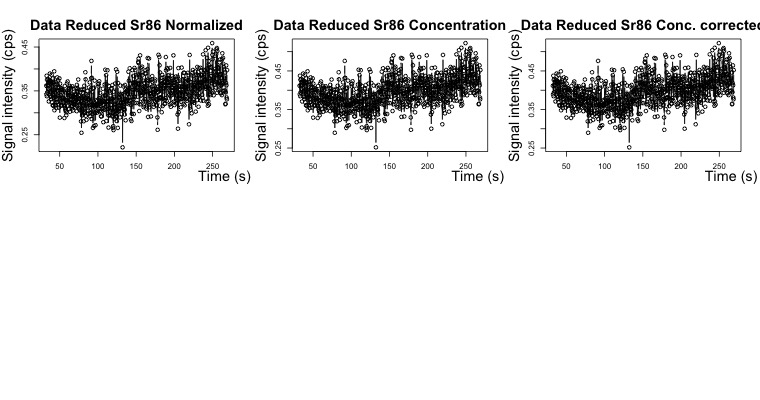 Data Reduced Sr86 Normalized
Signal intensity (cps)
0.25 0.35 0.45
50 100 150 200 250
Time (s)
Data Reduced Sr86 Concentration
Signal intensity (cps)
0.25 0.35 0.45
50 100 150 200 250
Time (s)
Data Reduced Sr86 Conc. corrected
Signal intensity (cps)
0.25 0.35 0.45
50 100 150 200 250
Time (s)